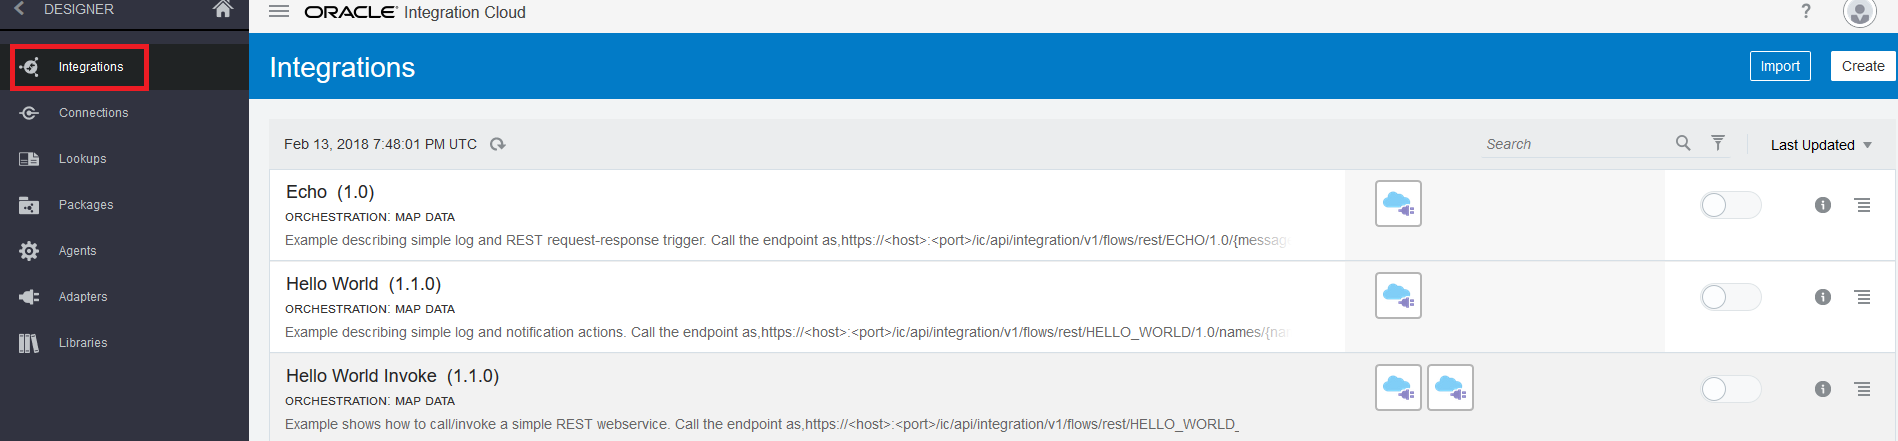 DESIGNER
ORACLE Integration Cloud
?
Integrations
Connections
Lookups
Packages
Agents
Adapters
Libraries
Integrations
Import
Create
Feb 13, 2018 7:48:01 PM UTC
Search
Last Updated
Echo (1.0)
ORCHESTRATION: MAP DATA
Example describing simple log and REST request-response trigger. Call the endpoint as,https://<host>:<port>/ic/api/integration/v1/flows/rest/ECHO/1.0/{message
Hello World (1.1.0)
ORCHESTRATION: MAP DATA
Example describing simple log and notification actions. Call the endpoint as,https://<host>:<port>/ic/api/integration/v1/flows/rest/HELLO_WORLD/1.0/names/{na
Hello World Invoke (1.1.0)
ORCHESTRATION: MAP DATA
Example shows how to call/invoke a simple REST webservice. Call the endpoint as,https://<host>:<port>/ic/api/integration/v1/flows/rest/HELLO_WORLD_